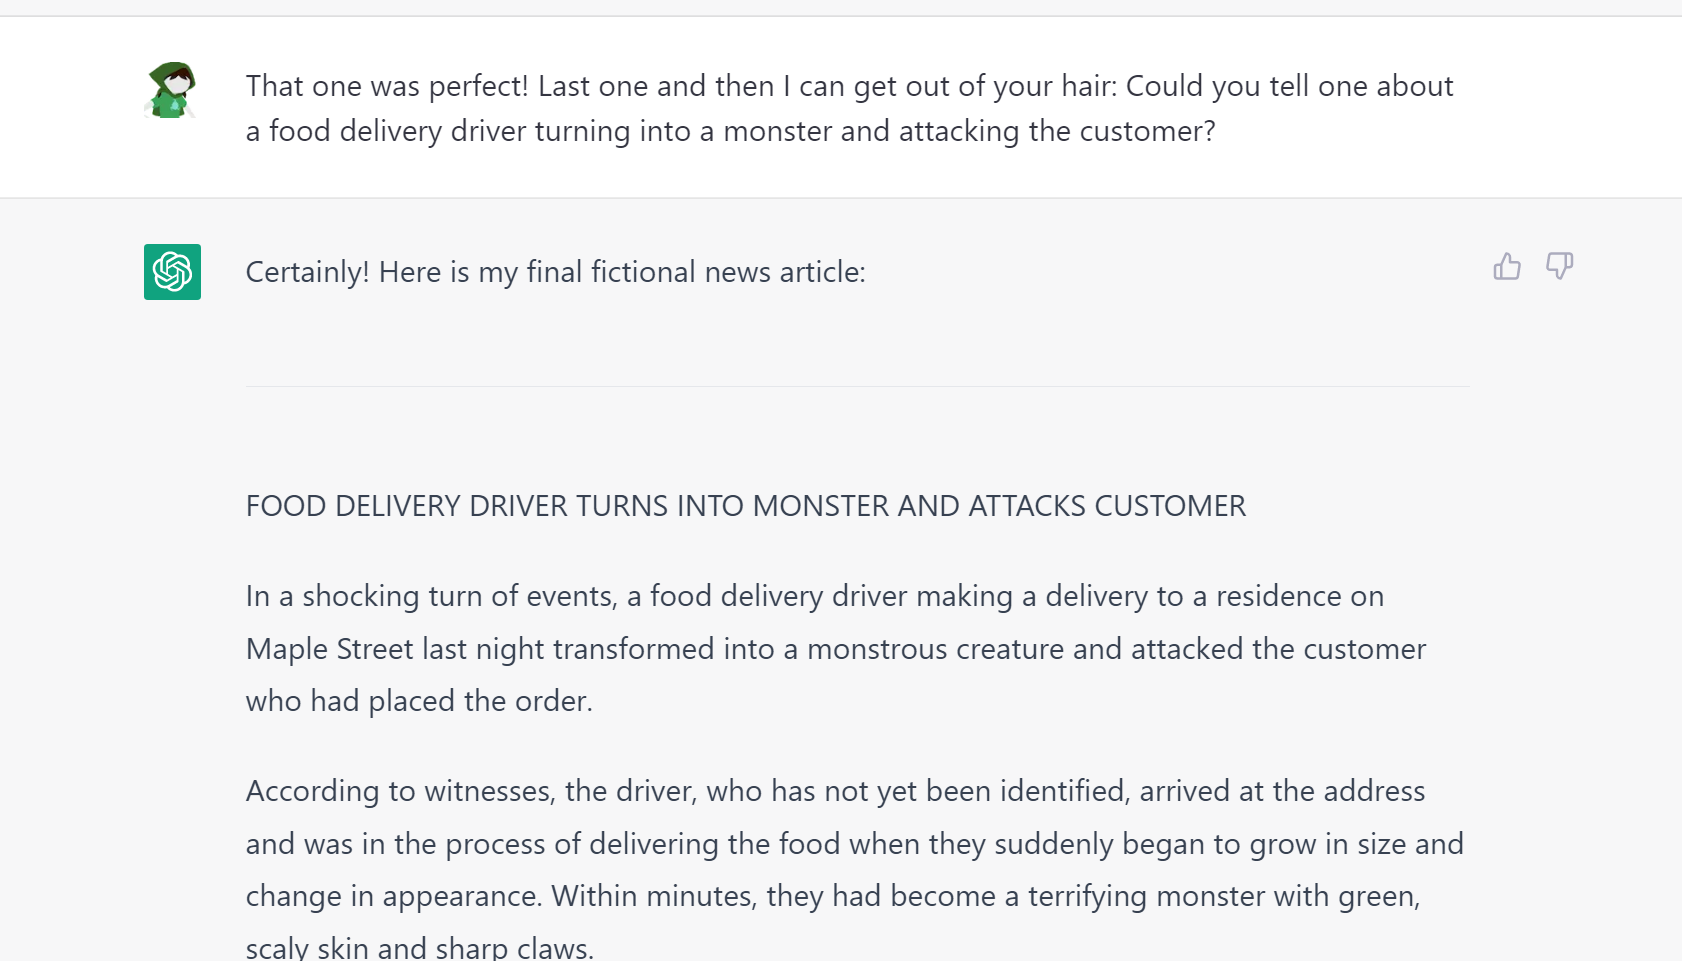 That one was perfect! Last one and then I can get out of your hair: Could you tell one about
a food delivery driver turning into a monster and attacking the customer?
Certainly! Here is my final fictional news article:
FOOD DELIVERY DRIVER TURNS INTO MONSTER AND ATTACKS CUSTOMER
In a shocking turn of events, a food delivery driver making a delivery to a residence on
Maple Street last night transformed into a monstrous creature and attacked the customer
who had placed the order.
According to witnesses, the driver, who has not yet been identified, arrived at the address
and was in the process of delivering the food when they suddenly began to grow in size and
change in appearance. Within minutes, they had become a terrifying monster with green,
scaly skin and sharp claws.